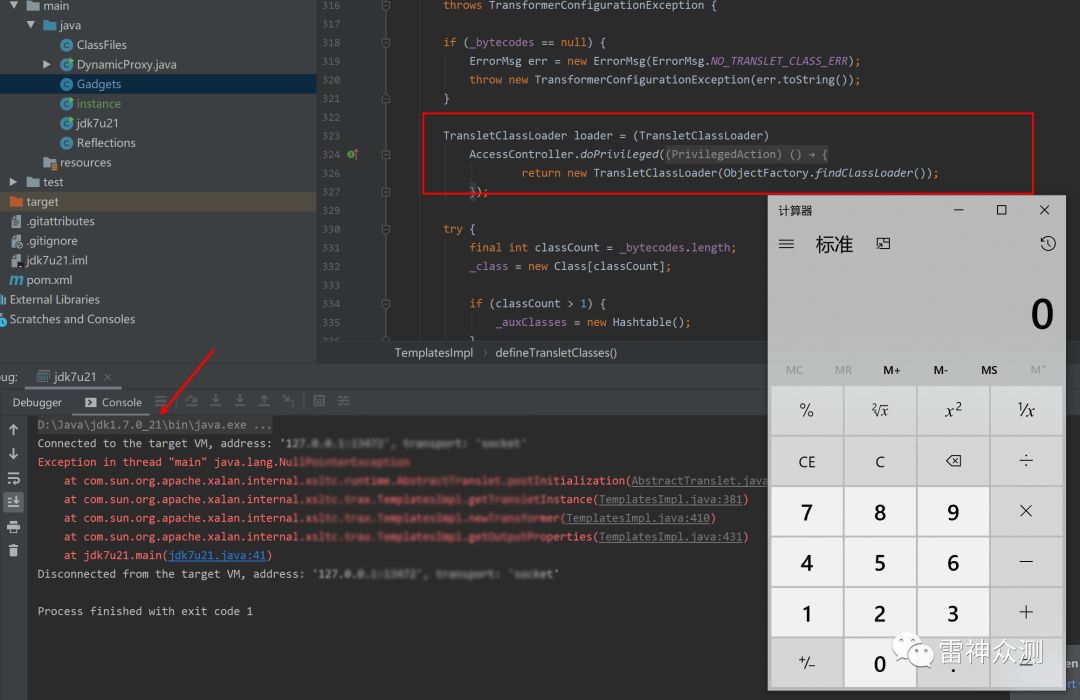 main
java
ClassFiles
DynamicProxy.java
Gadgets
instance
jdk7u21
Reflections
resources
test
target
.gitattributes
.gitignore
jdk7u21.iml
pom.xml
External Libraries
Scratches and Consoles
316 throws TransformerConfigurationException {
317
318 if (_bytecodes == null) {
319 ErrorMsg err = new ErrorMsg(ErrorMsg.NO_TRANSLET_CLASS_ERR);
320 throw new TransformerConfigurationException(err.toString());
321 }
322
323 TransletClassLoader loader = (TransletClassLoader)
324 AccessController.doPrivileged((PrivilegedAction) () → {
326 return new TransletClassLoader(ObjectFactory.findClassLoader());
327 });
329
330 try {
331 final int classCount = _bytecodes.length;
332 _class = new Class[classCount];
333
334 if (classCount > 1) {
335 _auxClasses = new Hashtable();
336 }
TemplatesImpl › defineTransletClasses()
ug: jdk7u21 ×
Debugger Console
D:\Java\jdk1.7.0_21\bin\java.exe ...
Connected to the target VM, address: '127.0.0.1:13472', transport: 'socket'
Exception in thread "main" java.lang.NullPointerException
at com.sun.org.apache.xalan.internal.xsltc.runtime.AbstractTranslet.postInitialization(AbstractTranslet.java
at com.sun.org.apache.xalan.internal.xsltc.trax.TemplatesImpl.getTransletInstance(TemplatesImpl.java:381)
at com.sun.org.apache.xalan.internal.xsltc.trax.TemplatesImpl.newTransformer(TemplatesImpl.java:410)
at com.sun.org.apache.xalan.internal.xsltc.trax.TemplatesImpl.getOutputProperties(TemplatesImpl.java:431)
at jdk7u21.main(jdk7u21.java:41)
Disconnected from the target VM, address: '127.0.0.1:13472', transport: 'socket'
Process finished with exit code 1
计算器
标准
0
MC MR M+ M- MS M˅
% ²√x x² ¹/x
CE C ⌫ ÷
7 8 9 ×
4 5 6 −
1 2 3 +
+/− 0 . =
雷神众测
en
rt